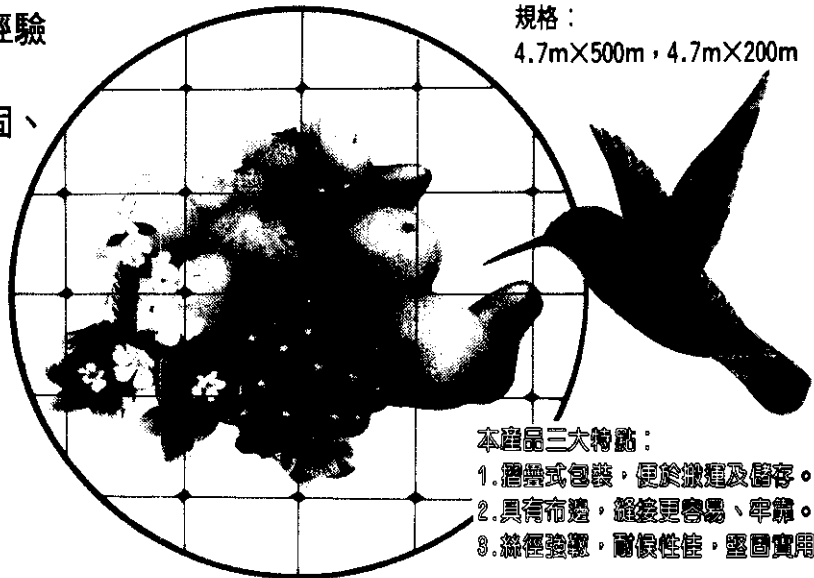 經驗
固、
規格：
4.7m×500m，4.7m×200m
本產品三大特點：
1.摺疊式包裝，便於搬運及儲存。
2.具有布邊，縫接更容易、牢靠。
3.絲徑強韌，耐候性佳，堅固實用